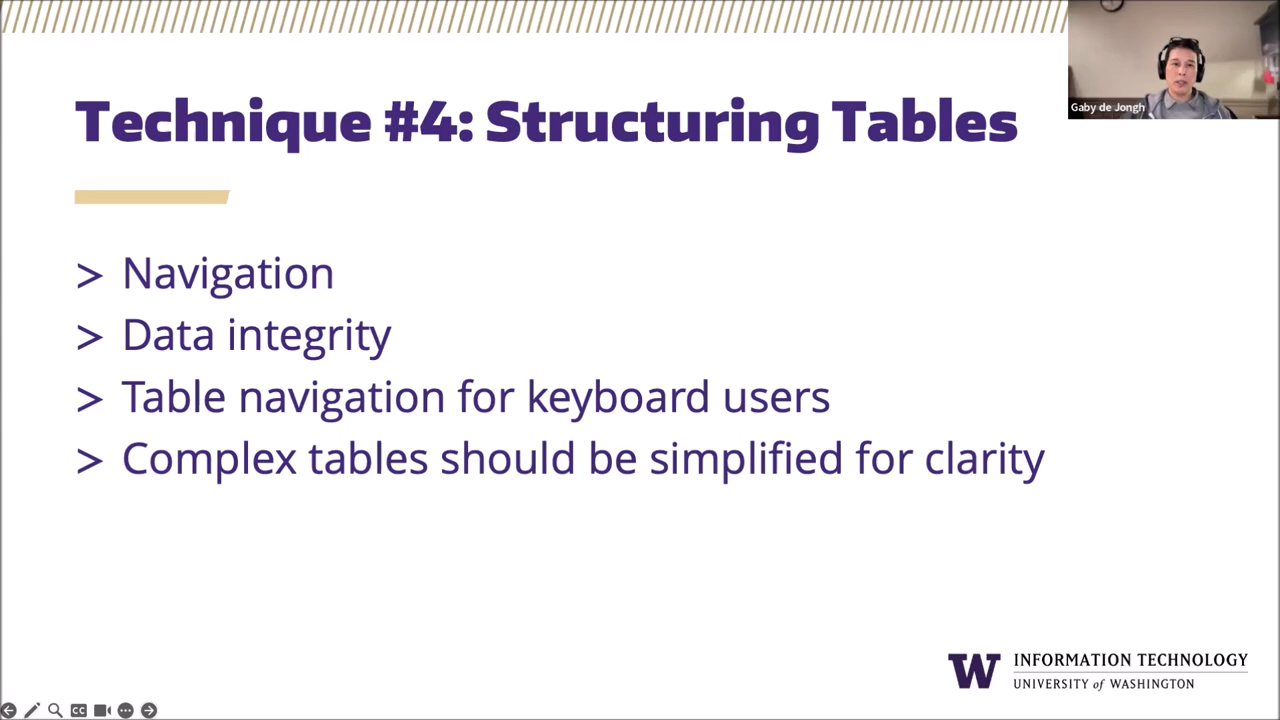 Gaby de Jongh
Technique #4: Structuring Tables
> Navigation
> Data integrity
> Table navigation for keyboard users
> Complex tables should be simplified for clarity
W INFORMATION TECHNOLOGY
UNIVERSITY of WASHINGTON
CC